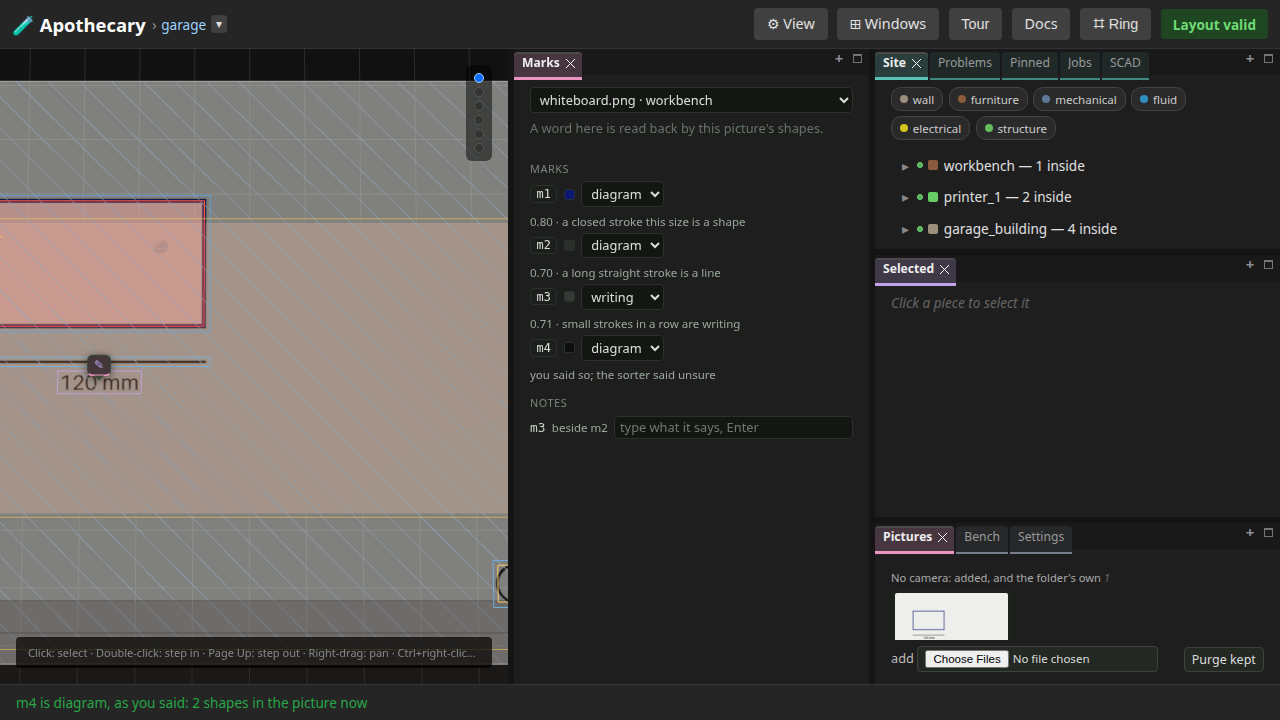 Apothecary › garage ▾
⚙ View
⊞ Windows
Tour
Docs
⌗ Ring
Layout valid
120 mm
Click: select · Double-click: step in · Page Up: step out · Right-drag: pan · Ctrl+right-clic...
Marks
whiteboard.png · workbench
A word here is read back by this picture's shapes.
MARKS
m1 diagram
0.80 · a closed stroke this size is a shape
m2 diagram
0.70 · a long straight stroke is a line
m3 writing
0.71 · small strokes in a row are writing
m4 diagram
you said so; the sorter said unsure
NOTES
m3 beside m2 type what it says, Enter
Site Problems Pinned Jobs SCAD
wall furniture mechanical fluid
electrical structure
workbench — 1 inside
printer_1 — 2 inside
garage_building — 4 inside
Selected
Click a piece to select it
Pictures Bench Settings
No camera: added, and the folder's own 1
add Choose Files No file chosen Purge kept
m4 is diagram, as you said: 2 shapes in the picture now